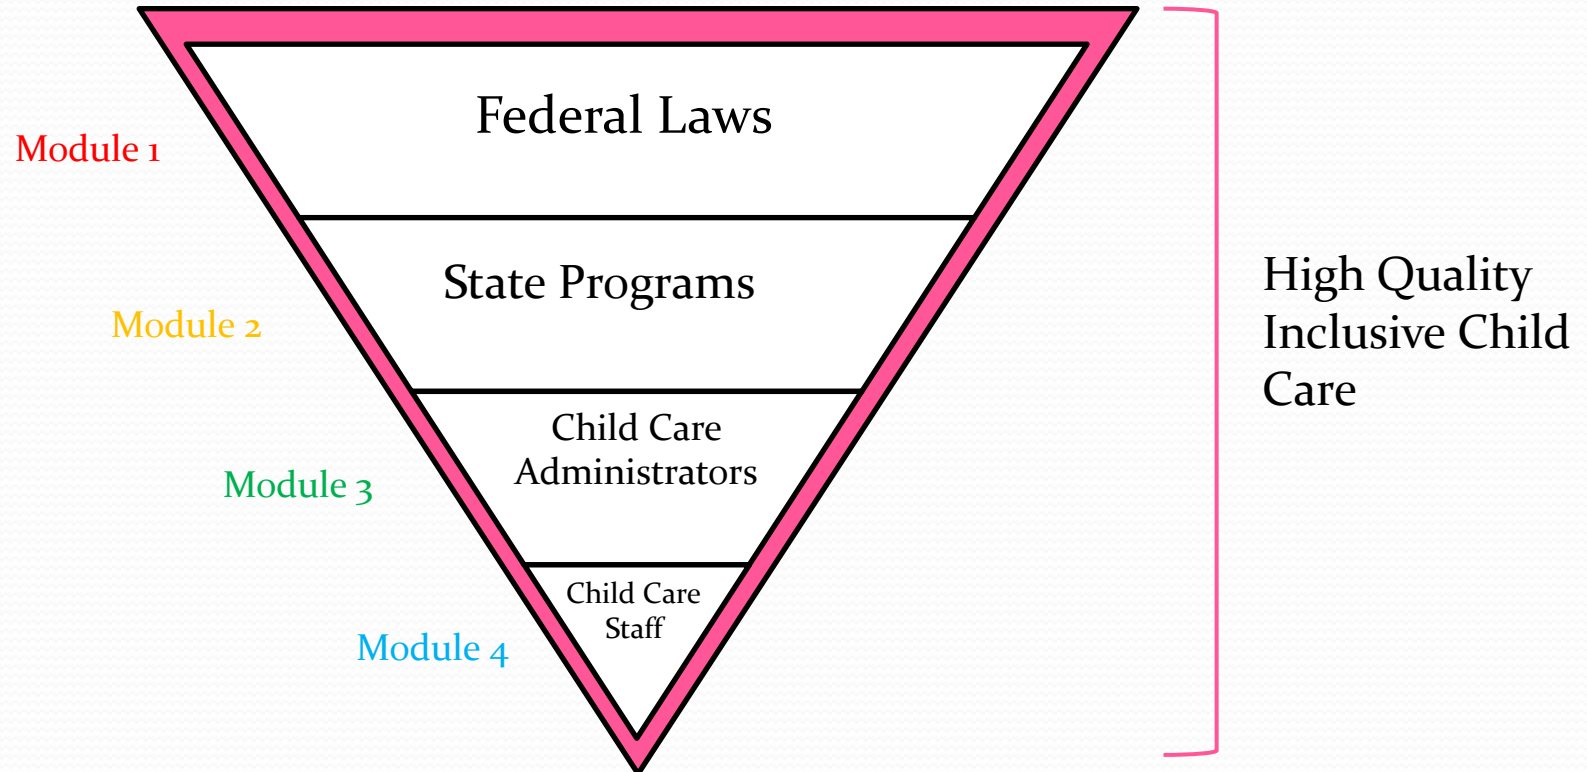 Federal Laws
Module 1
State Programs
Module 2
High Quality
Inclusive Child
Care
Child Care
Administrators
Module 3
Child Care
Staff
Module 4